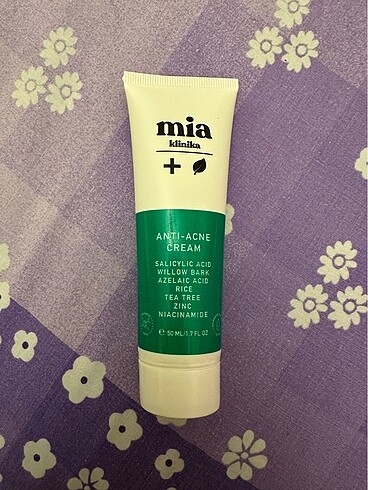 mia
klinika
ANTI-ACNE
CREAM
SALICYLIC ACID
WILLOW BARK
AZELAIC ACID
RICE
TEA TREE
ZINC
NIACINAMIDE
℮ 50 ML/1.7 FL OZ